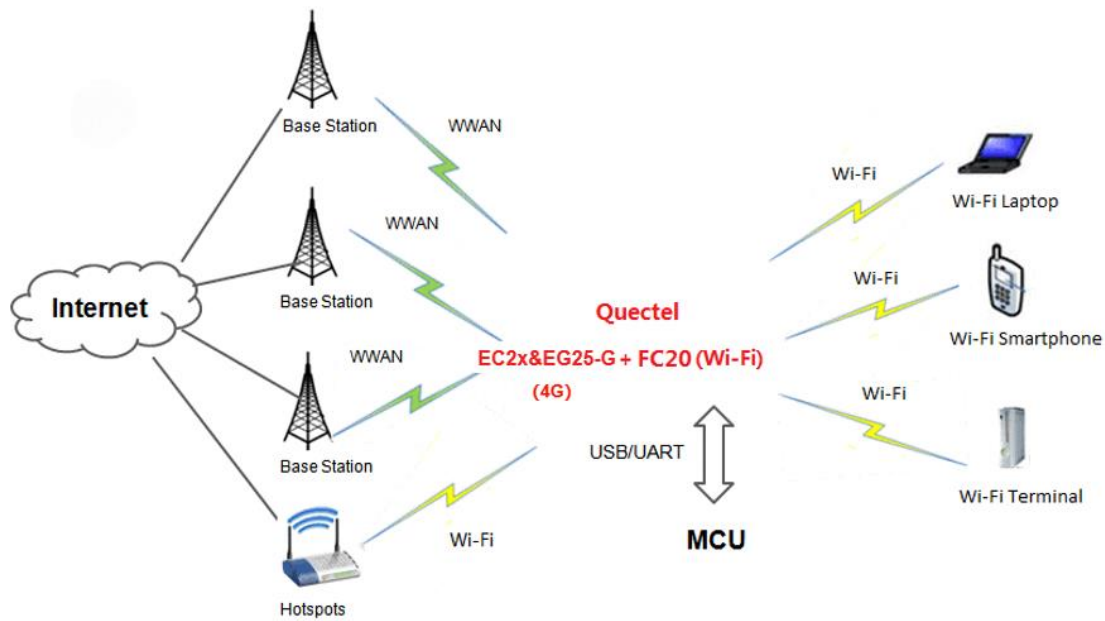 Base Station
WWAN
Base Station
WWAN
Internet
Base Station
WWAN
Hotspots
Wi-Fi
Quectel
EC2x&EG25-G + FC20 (Wi-Fi)
(4G)
USB/UART
MCU
Wi-Fi
Wi-Fi Laptop
Wi-Fi
Wi-Fi Smartphone
Wi-Fi
Wi-Fi Terminal